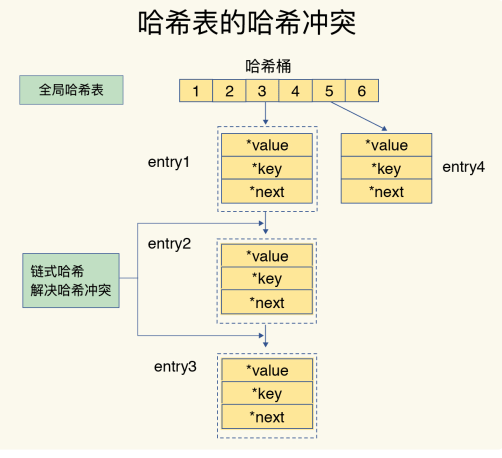 哈希表的哈希冲突
哈希桶
全局哈希表
1 2 3 4 5 6
entry1
*value
*key
*next
*value
*key
*next
entry4
entry2
*value
*key
*next
链式哈希
解决哈希冲突
entry3
*value
*key
*next